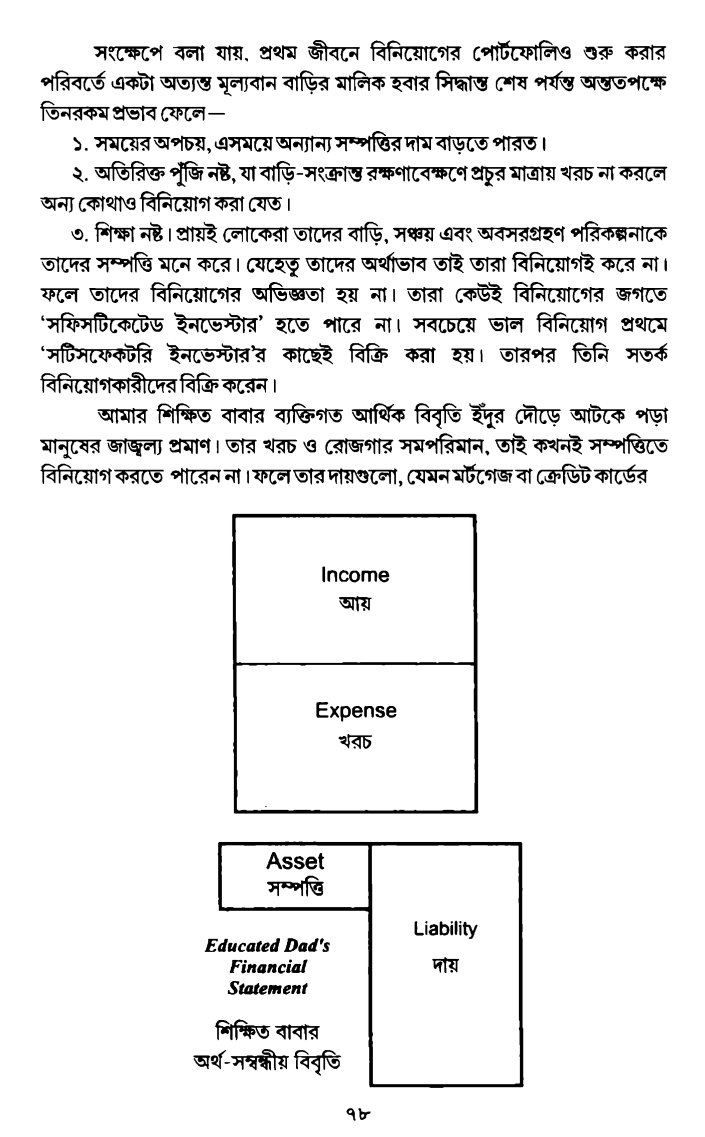 সংক্ষেপে বলা যায়, প্রথম জীবনে বিনিয়োগের পোর্টফোলিও শুরু করার
পরিবর্তে একটা অত্যন্ত মূল্যবান বাড়ির মালিক হবার সিদ্ধান্ত শেষ পর্যন্ত অন্ততপক্ষে
তিনরকম প্রভাব ফেলে—
১. সময়ের অপচয়, এসময়ে অন্যান্য সম্পত্তির দাম বাড়তে পারত।
২. অতিরিক্ত পুঁজি নষ্ট, যা বাড়ি-সংক্রান্ত রক্ষণাবেক্ষণে প্রচুর মাত্রায় খরচ না করলে
অন্য কোথাও বিনিয়োগ করা যেত।
৩. শিক্ষা নষ্ট। প্রায়ই লোকেরা তাদের বাড়ি, সঞ্চয় এবং অবসরগ্রহণ পরিকল্পনাকে
তাদের সম্পত্তি মনে করে। যেহেতু তাদের অর্থাভাব তাই তারা বিনিয়োগই করে না।
ফলে তাদের বিনিয়োগের অভিজ্ঞতা হয় না। তারা কেউই বিনিয়োগের জগতে
‘সফিসটিকেটেড ইনভেস্টার’ হতে পারে না। সবচেয়ে ভাল বিনিয়োগ প্রথমে
‘সটিসফেকটরি ইনভেস্টার’র কাছেই বিক্রি করা হয়। তারপর তিনি সতর্ক
বিনিয়োগকারীদের বিক্রি করেন।
আমার শিক্ষিত বাবার ব্যক্তিগত আর্থিক বিবৃতি ইঁদুর দৌড়ে আটকে পড়া
মানুষের জাজ্বল্য প্রমাণ। তার খরচ ও রোজগার সমপরিমান, তাই কখনই সম্পত্তিতে
বিনিয়োগ করতে পারেন না। ফলে তার দায়গুলো, যেমন মর্টগেজ বা ক্রেডিট কার্ডের
Income
আয়
Expense
খরচ
Asset
সম্পত্তি
Liability
দায়
Educated Dad's
Financial
Statement
শিক্ষিত বাবার
অর্থ-সম্বন্ধীয় বিবৃতি
৭৮